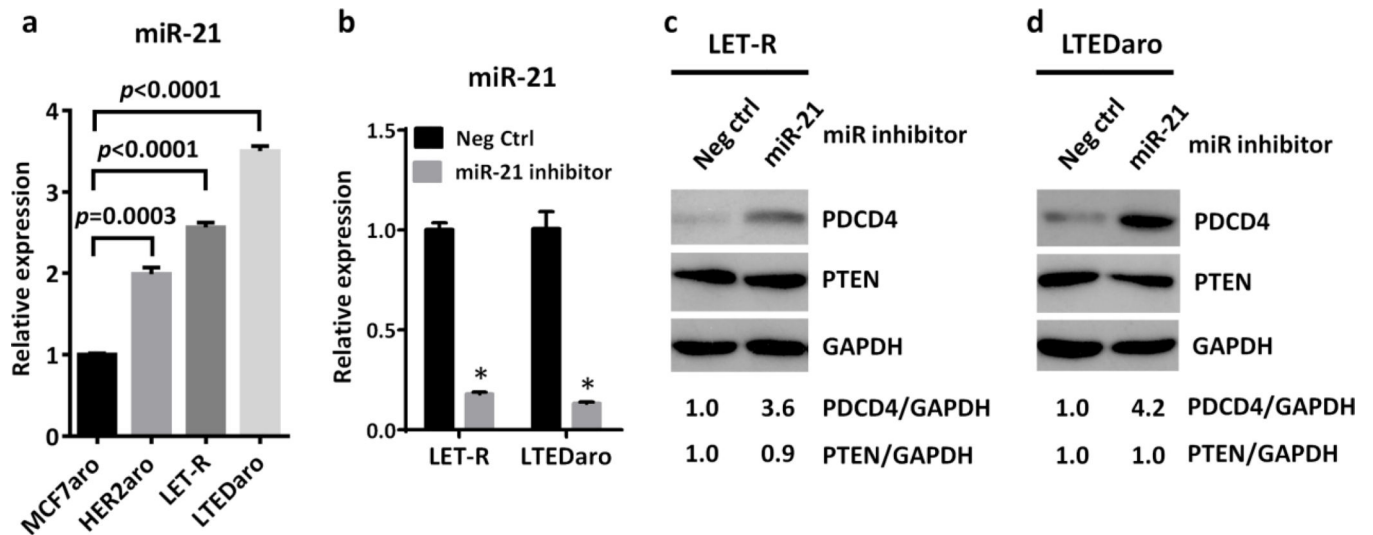 a
miR-21
p<0.0001
p<0.0001
p=0.0003
Relative expression
4
3
2
1
0
MCF7aro
HER2aro
LET-R
LTEDaro
b
miR-21
Neg Ctrl
miR-21 inhibitor
Relative expression
1.5
1.0
0.5
0.0
*
*
LET-R
LTEDaro
c
LET-R
Neg ctrl
miR-21
miR inhibitor
PDCD4
PTEN
GAPDH
1.0 3.6 PDCD4/GAPDH
1.0 0.9 PTEN/GAPDH
d
LTEDaro
Neg ctrl
miR-21
miR inhibitor
PDCD4
PTEN
GAPDH
1.0 4.2 PDCD4/GAPDH
1.0 1.0 PTEN/GAPDH